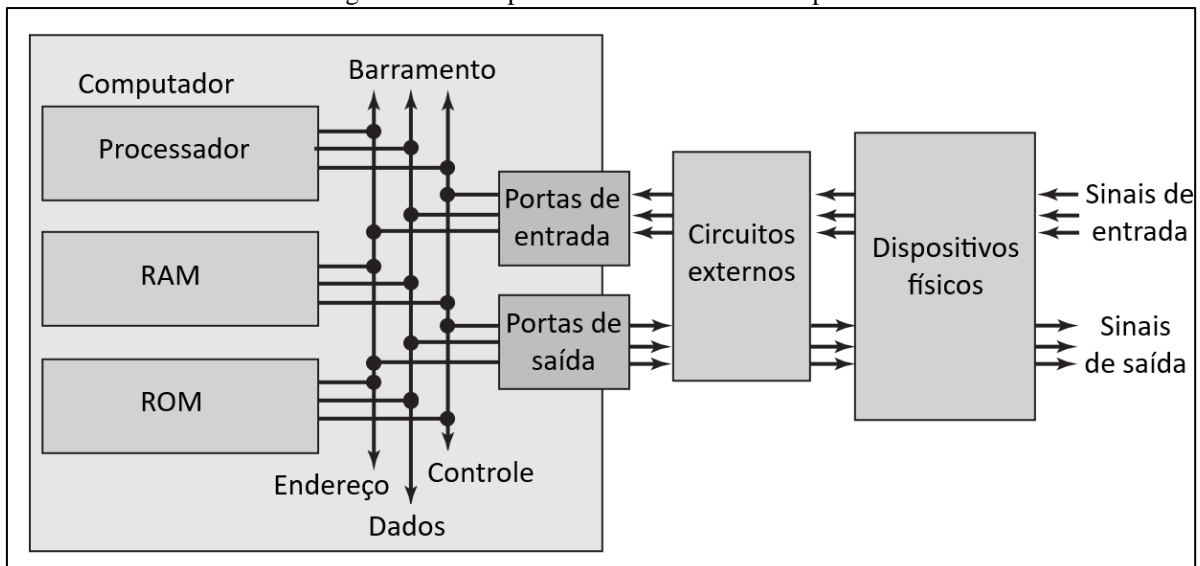 Computador
Barramento
Processador
RAM
ROM
Endereço
Dados
Controle
Portas de
entrada
Portas de
saída
Circuitos
externos
Dispositivos
físicos
Sinais de
entrada
Sinais
de saída